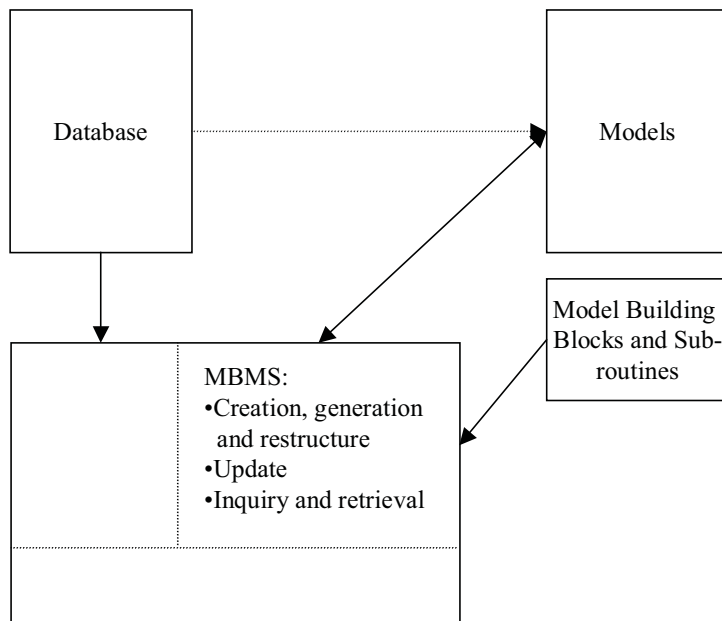 Database
Models
Model Building
Blocks and Sub-
routines
MBMS:
•Creation, generation
and restructure
•Update
•Inquiry and retrieval